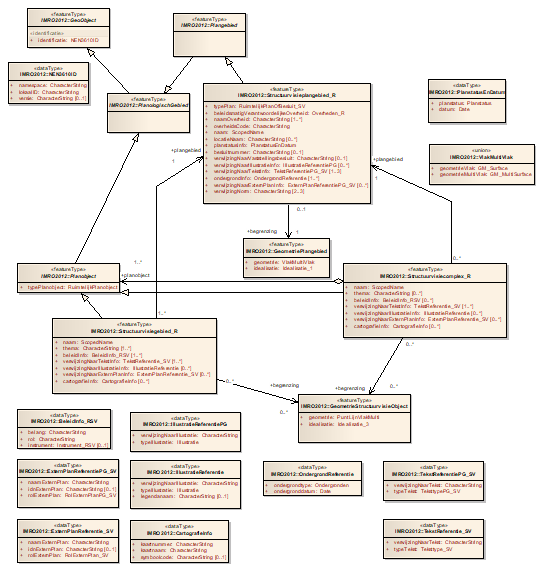 «featureType»
IMRO2012::GeoObject
«identificatie»
+ identificatie: NEN3610ID
«featureType»
IMRO2012::Plangebied
«dataType»
IMRO2012::NEN3610ID
+ namespace: CharacterString
+ lokaalID: CharacterString
+ versie: CharacterString [0..1]
«featureType»
IMRO2012::PlanologischGebied
«featureType»
IMRO2012::Structuurvisieplangebied_R
+ typePlan: RuimtelijkPlanOfBesluit_SV
+ beleidsmatigVerantwoordelijkeOverheid: Overheden_R
+ naamOverheid: CharacterString [1..*]
+ overheidsCode: CharacterString
+ naam: ScopedName
+ locatieNaam: CharacterString [0..*]
+ planstatusInfo: PlanstatusEnDatum
+ besluitnummer: CharacterString [0..1]
+ verwijzingNaarVaststellingsbesluit: CharacterString [0..1]
+ verwijzingNaarIllustratieInfo: IllustratieReferentiePG [0..*]
+ verwijzingNaarTekstInfo: TekstReferentiePG_SV [1..3]
+ ondergrondInfo: OndergrondReferentie [1..*]
+ verwijzingNaarExternPlanInfo: ExternPlanReferentiePG_SV [0..*]
+ verwijzingNorm: CharacterString [2..3]
«dataType»
IMRO2012::PlanstatusEnDatum
+ planstatus: Planstatus
+ datum: Date
«union»
IMRO2012::VlakMultiVlak
+ geometrieVlak: GM_Surface
+ geometrieMultiVlak: GM_MultiSurface
+plangebied
1
+plangebied
1
0..1
+begrenzing
1
«featureType»
IMRO2012::GeometriePlangebied
+ geometrie: VlakMultiVlak
+ idealisatie: Idealisatie_1
1..*
+planobject
0..*
«featureType»
IMRO2012::Planobject
+ typePlanobject: RuimtelijkPlanobject
«featureType»
IMRO2012::Structuurvisiecomplex_R
+ naam: ScopedName
+ thema: CharacterString [0..*]
+ beleidInfo: BeleidInfo_RSV [1..*]
+ verwijzingNaarTekstInfo: TekstReferentie_SV [1..*]
+ verwijzingNaarIllustratieInfo: IllustratieReferentie [0..*]
+ verwijzingNaarExternPlanInfo: ExternPlanReferentie_SV [0..*]
+ cartografieInfo: CartografieInfo [0..*]
1..*
«featureType»
IMRO2012::Structuurvisiegebied_R
+ naam: ScopedName
+ thema: CharacterString [1..*]
+ beleidInfo: BeleidInfo_RSV [1..*]
+ verwijzingNaarTekstInfo: TekstReferentie_SV [1..*]
+ verwijzingNaarIllustratieInfo: IllustratieReferentie [0..*]
+ verwijzingNaarExternPlanInfo: ExternPlanReferentie_SV [0..*]
+ cartografieInfo: CartografieInfo [0..*]
0..*
0..*
+begrenzing
+begrenzing
0..*
0..*
«featureType»
IMRO2012::GeometrieStructuurvisieObject
+ geometrie: PuntLijnVlakMulti
+ idealisatie: Idealisatie_3
«dataType»
IMRO2012::BeleidInfo_RSV
+ belang: CharacterString
+ rol: CharacterString
+ instrument: Instrument_RSV [0..1]
«dataType»
IMRO2012::IllustratieReferentiePG
+ verwijzingNaarIllustratie: CharacterString
+ typeIllustratie: Illustratie
«dataType»
IMRO2012::ExternPlanReferentiePG_SV
+ naamExternPlan: CharacterString
+ idnExternPlan: CharacterString [0..1]
+ rolExternPlan: RolExternPlanPG_SV
«dataType»
IMRO2012::IllustratieReferentie
+ verwijzingNaarIllustratie: CharacterString
+ typeIllustratie: Illustratie
+ legendanaam: CharacterString [0..*]
«dataType»
IMRO2012::OndergrondReferentie
+ ondergrondtype: Ondergronden
+ ondergronddatum: Date
«dataType»
IMRO2012::TekstReferentiePG_SV
+ verwijzingNaarTekst: CharacterString
+ typeTekst: TekstypePG_SV
«dataType»
IMRO2012::ExternPlanReferentie_SV
+ naamExternPlan: CharacterString
+ idnExternPlan: CharacterString [0..1]
+ rolExternPlan: RolExternPlan_SV
«dataType»
IMRO2012::CartografieInfo
+ kaartnummer: CharacterString
+ kaartnaam: CharacterString
+ symboolcode: CharacterString [0..1]
«dataType»
IMRO2012::TekstReferentie_SV
+ verwijzingNaarTekst: CharacterString
+ typeTekst: Teksttype_SV